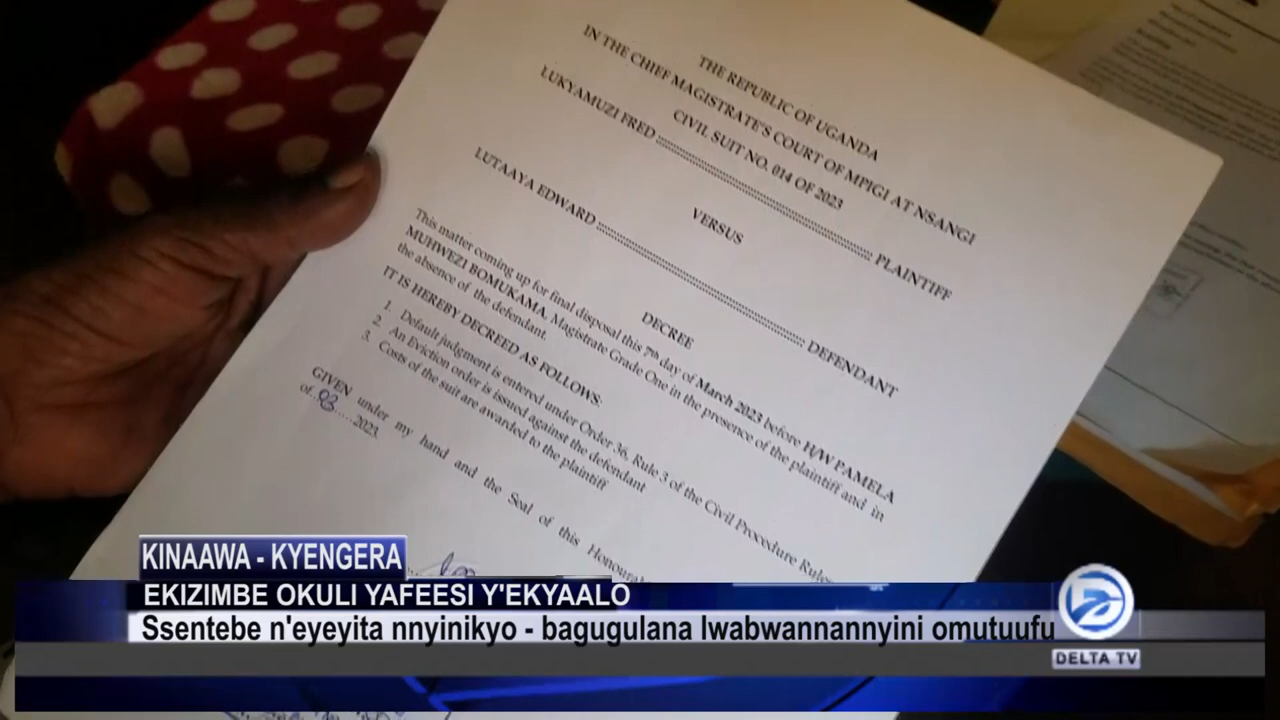 THE REPUBLIC OF UGANDA
IN THE CHIEF MAGISTRATE'S COURT OF MPIGI AT NSANGI
CIVIL SUIT NO. 014 OF 2023
LUKYAMUZI FRED ::::::::::::::::::::::::::::::::::::::::::::: PLAINTIFF
VERSUS
LUTAAYA EDWARD ::::::::::::::::::::::::::::::::::::::::::::: DEFENDANT
DECREE
This matter coming up for final disposal this 7th day of March 2023 before H/W PAMELA
MUHWEZI BOMUKAMA, Magistrate Grade One in the presence of the plaintiff and in
the absence of the defendant.
IT IS HEREBY DECREED AS FOLLOWS:
1. Default judgment is entered under Order 36, Rule 3 of the Civil Procedure Rules
2. An Eviction order is issued against the defendant
3. Costs of the suit are awarded to the plaintiff
GIVEN under my hand and the Seal of this
of..03.....2023.
KINAAWA - KYENGERA
EKIZIMBE OKULI YAFEESI Y'EKYAALO
Ssentebe n'eyeyita nnyinikyo - bagugulana lwabwannannyini omutuufu
DELTA TV